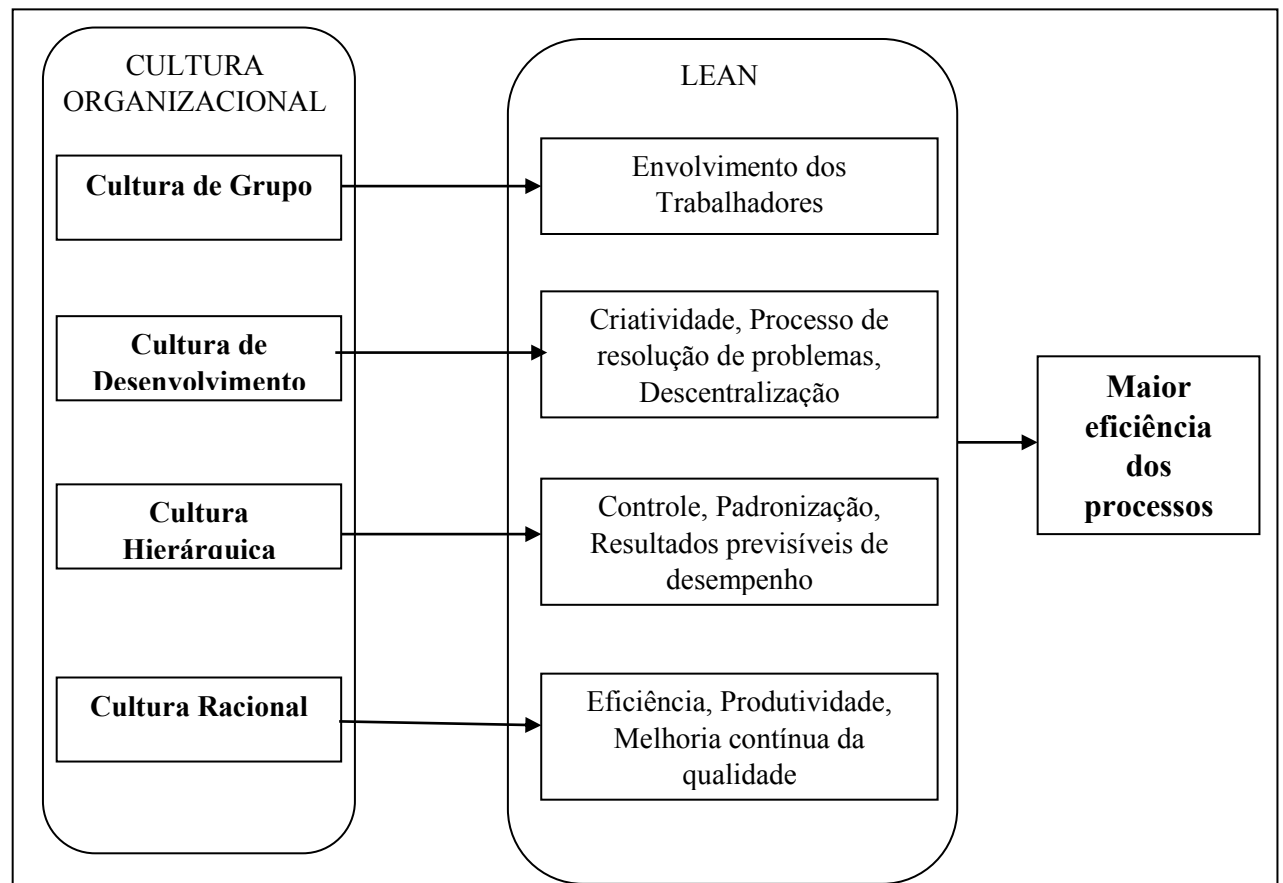 CULTURA
ORGANIZACIONAL
Cultura de Grupo
Cultura de
Desenvolvimento
Cultura
Hierárquica
Cultura Racional
LEAN
Envolvimento dos
Trabalhadores
Criatividade, Processo de
resolução de problemas,
Descentralização
Controle, Padronização,
Resultados previsíveis de
desempenho
Eficiência, Produtividade,
Melhoria contínua da
qualidade
Maior
eficiência
dos
processos